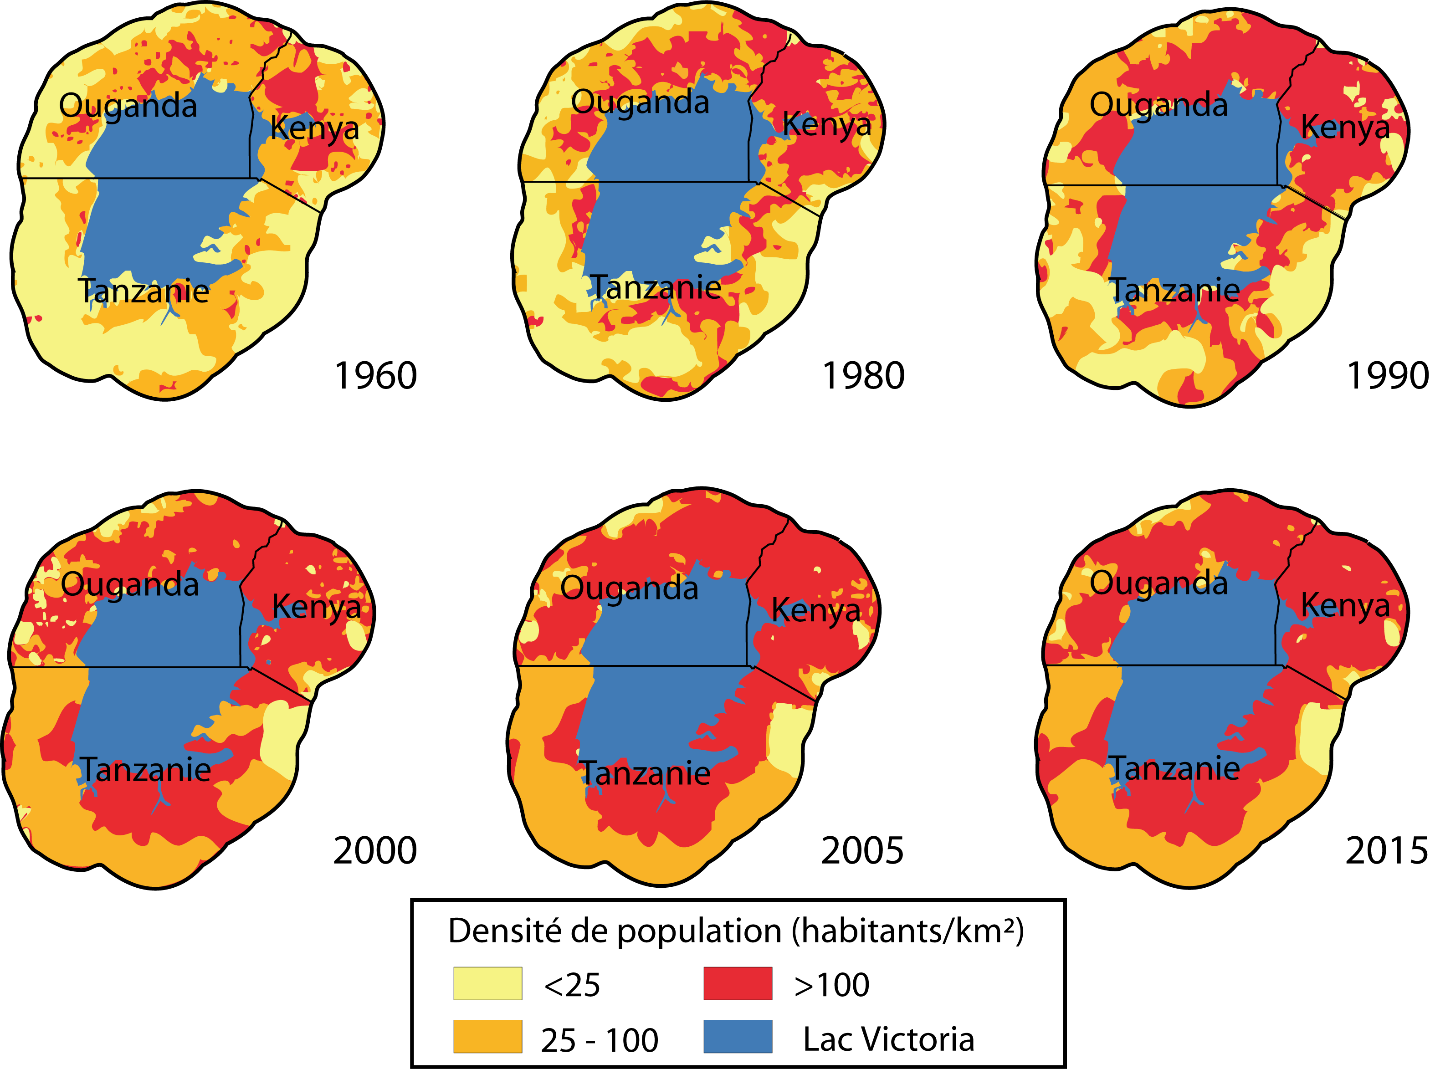 Ouganda
Kenya
Tanzanie
1960
Ouganda
Kenya
Tanzanie
1980
Ouganda
Kenya
Tanzanie
1990
Ouganda
Kenya
Tanzanie
2000
Ouganda
Kenya
Tanzanie
2005
Ouganda
Kenya
Tanzanie
2015
Densité de population (habitants/km²)
<25
>100
25 - 100
Lac Victoria